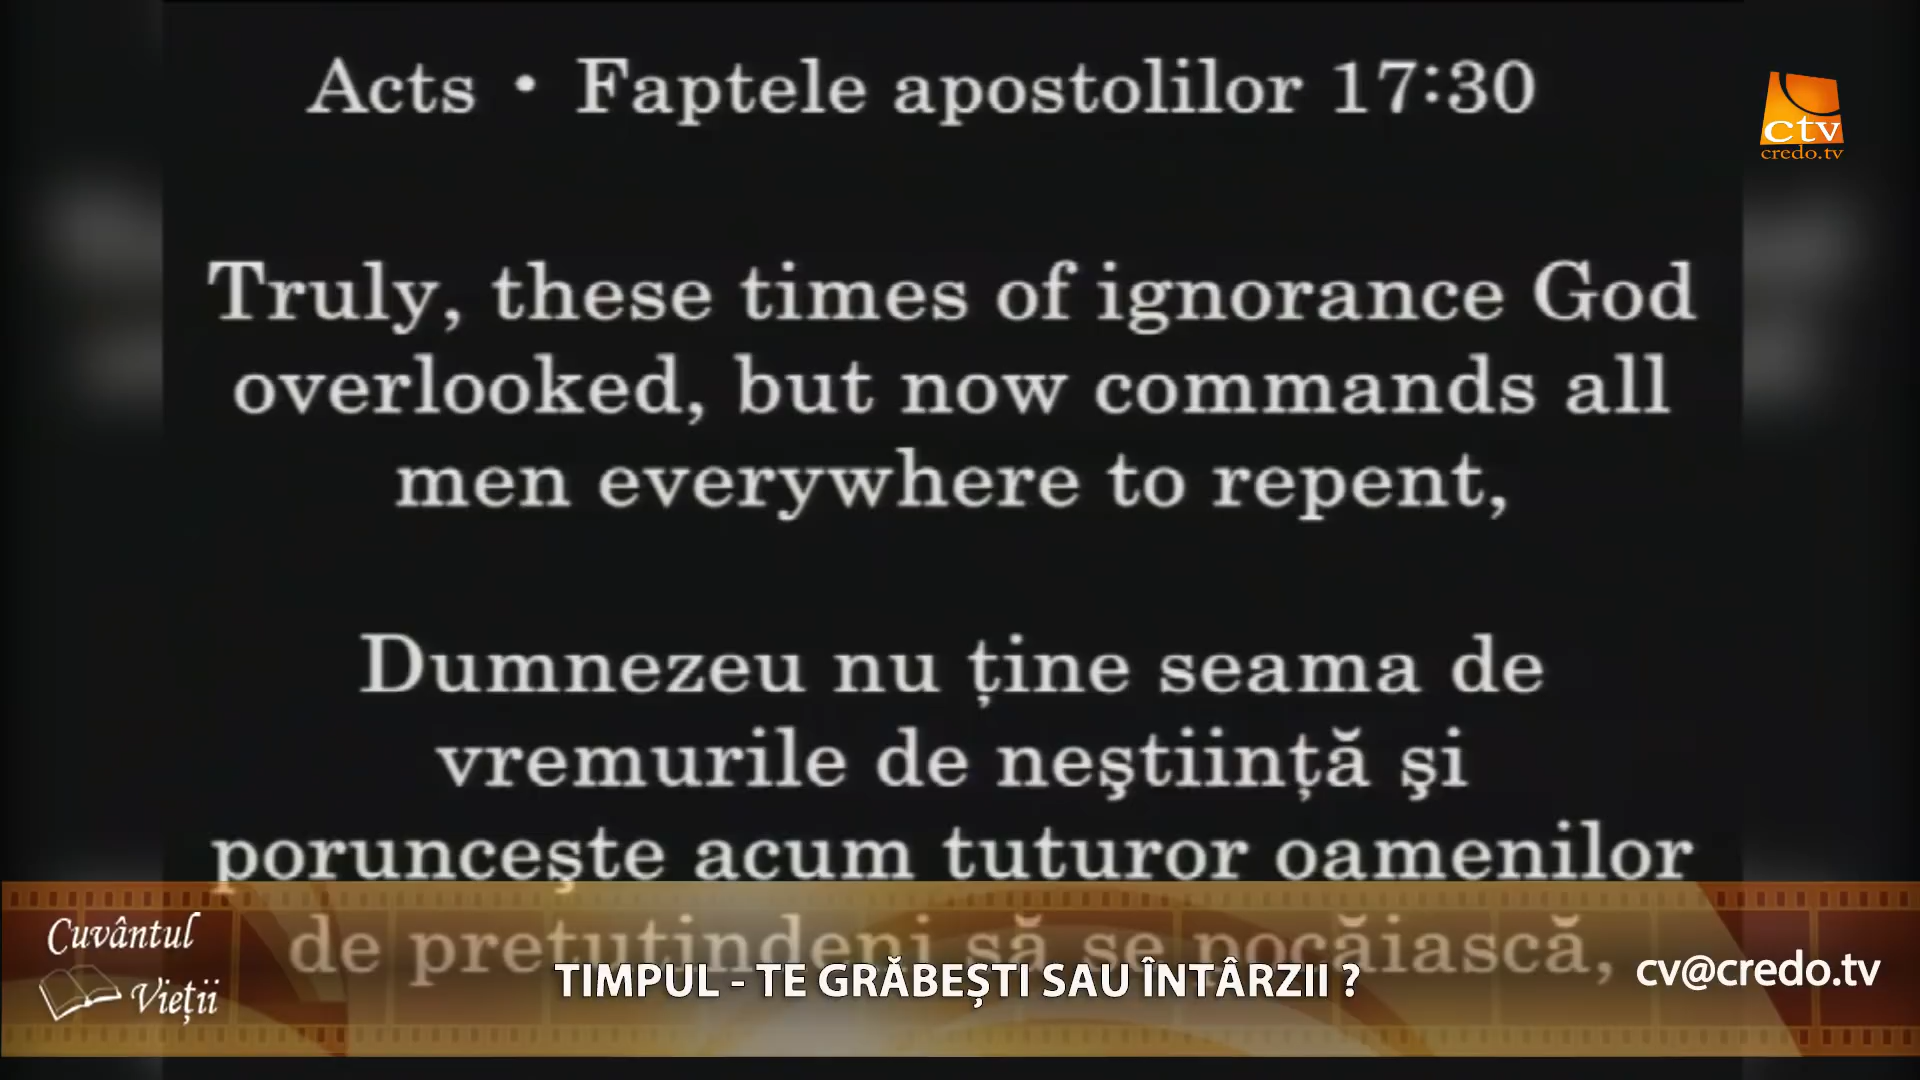 Acts • Faptele apostolilor 17:30
ctv
credo.tv
Truly, these times of ignorance God
overlooked, but now commands all
men everywhere to repent,
Dumnezeu nu ține seama de
vremurile de neştiință şi
porunceşte acum tuturor oamenilor
de pretutindeni să se pocăiască,
Cuvântul
Vieții
TIMPUL - TE GRĂBEȘTI SAU ÎNTÂRZII ?
cv@credo.tv